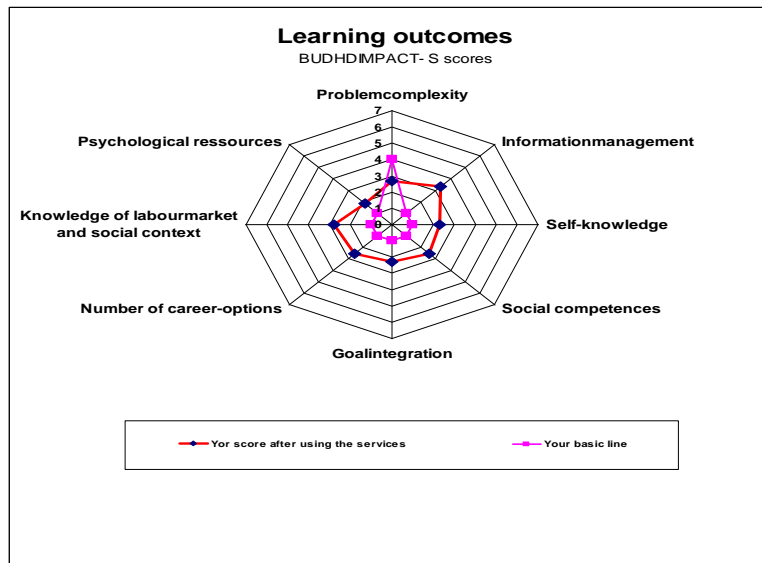 Learning outcomes
BUDHDIMPACT- S scores
Problemcomplexity
7
6
5
4
3
2
1
0
Psychological ressources
Informationmanagement
Knowledge of labourmarket
and social context
Self-knowledge
Number of career-options
Social competences
Goalintegration
Yor score after using the services
Your basic line